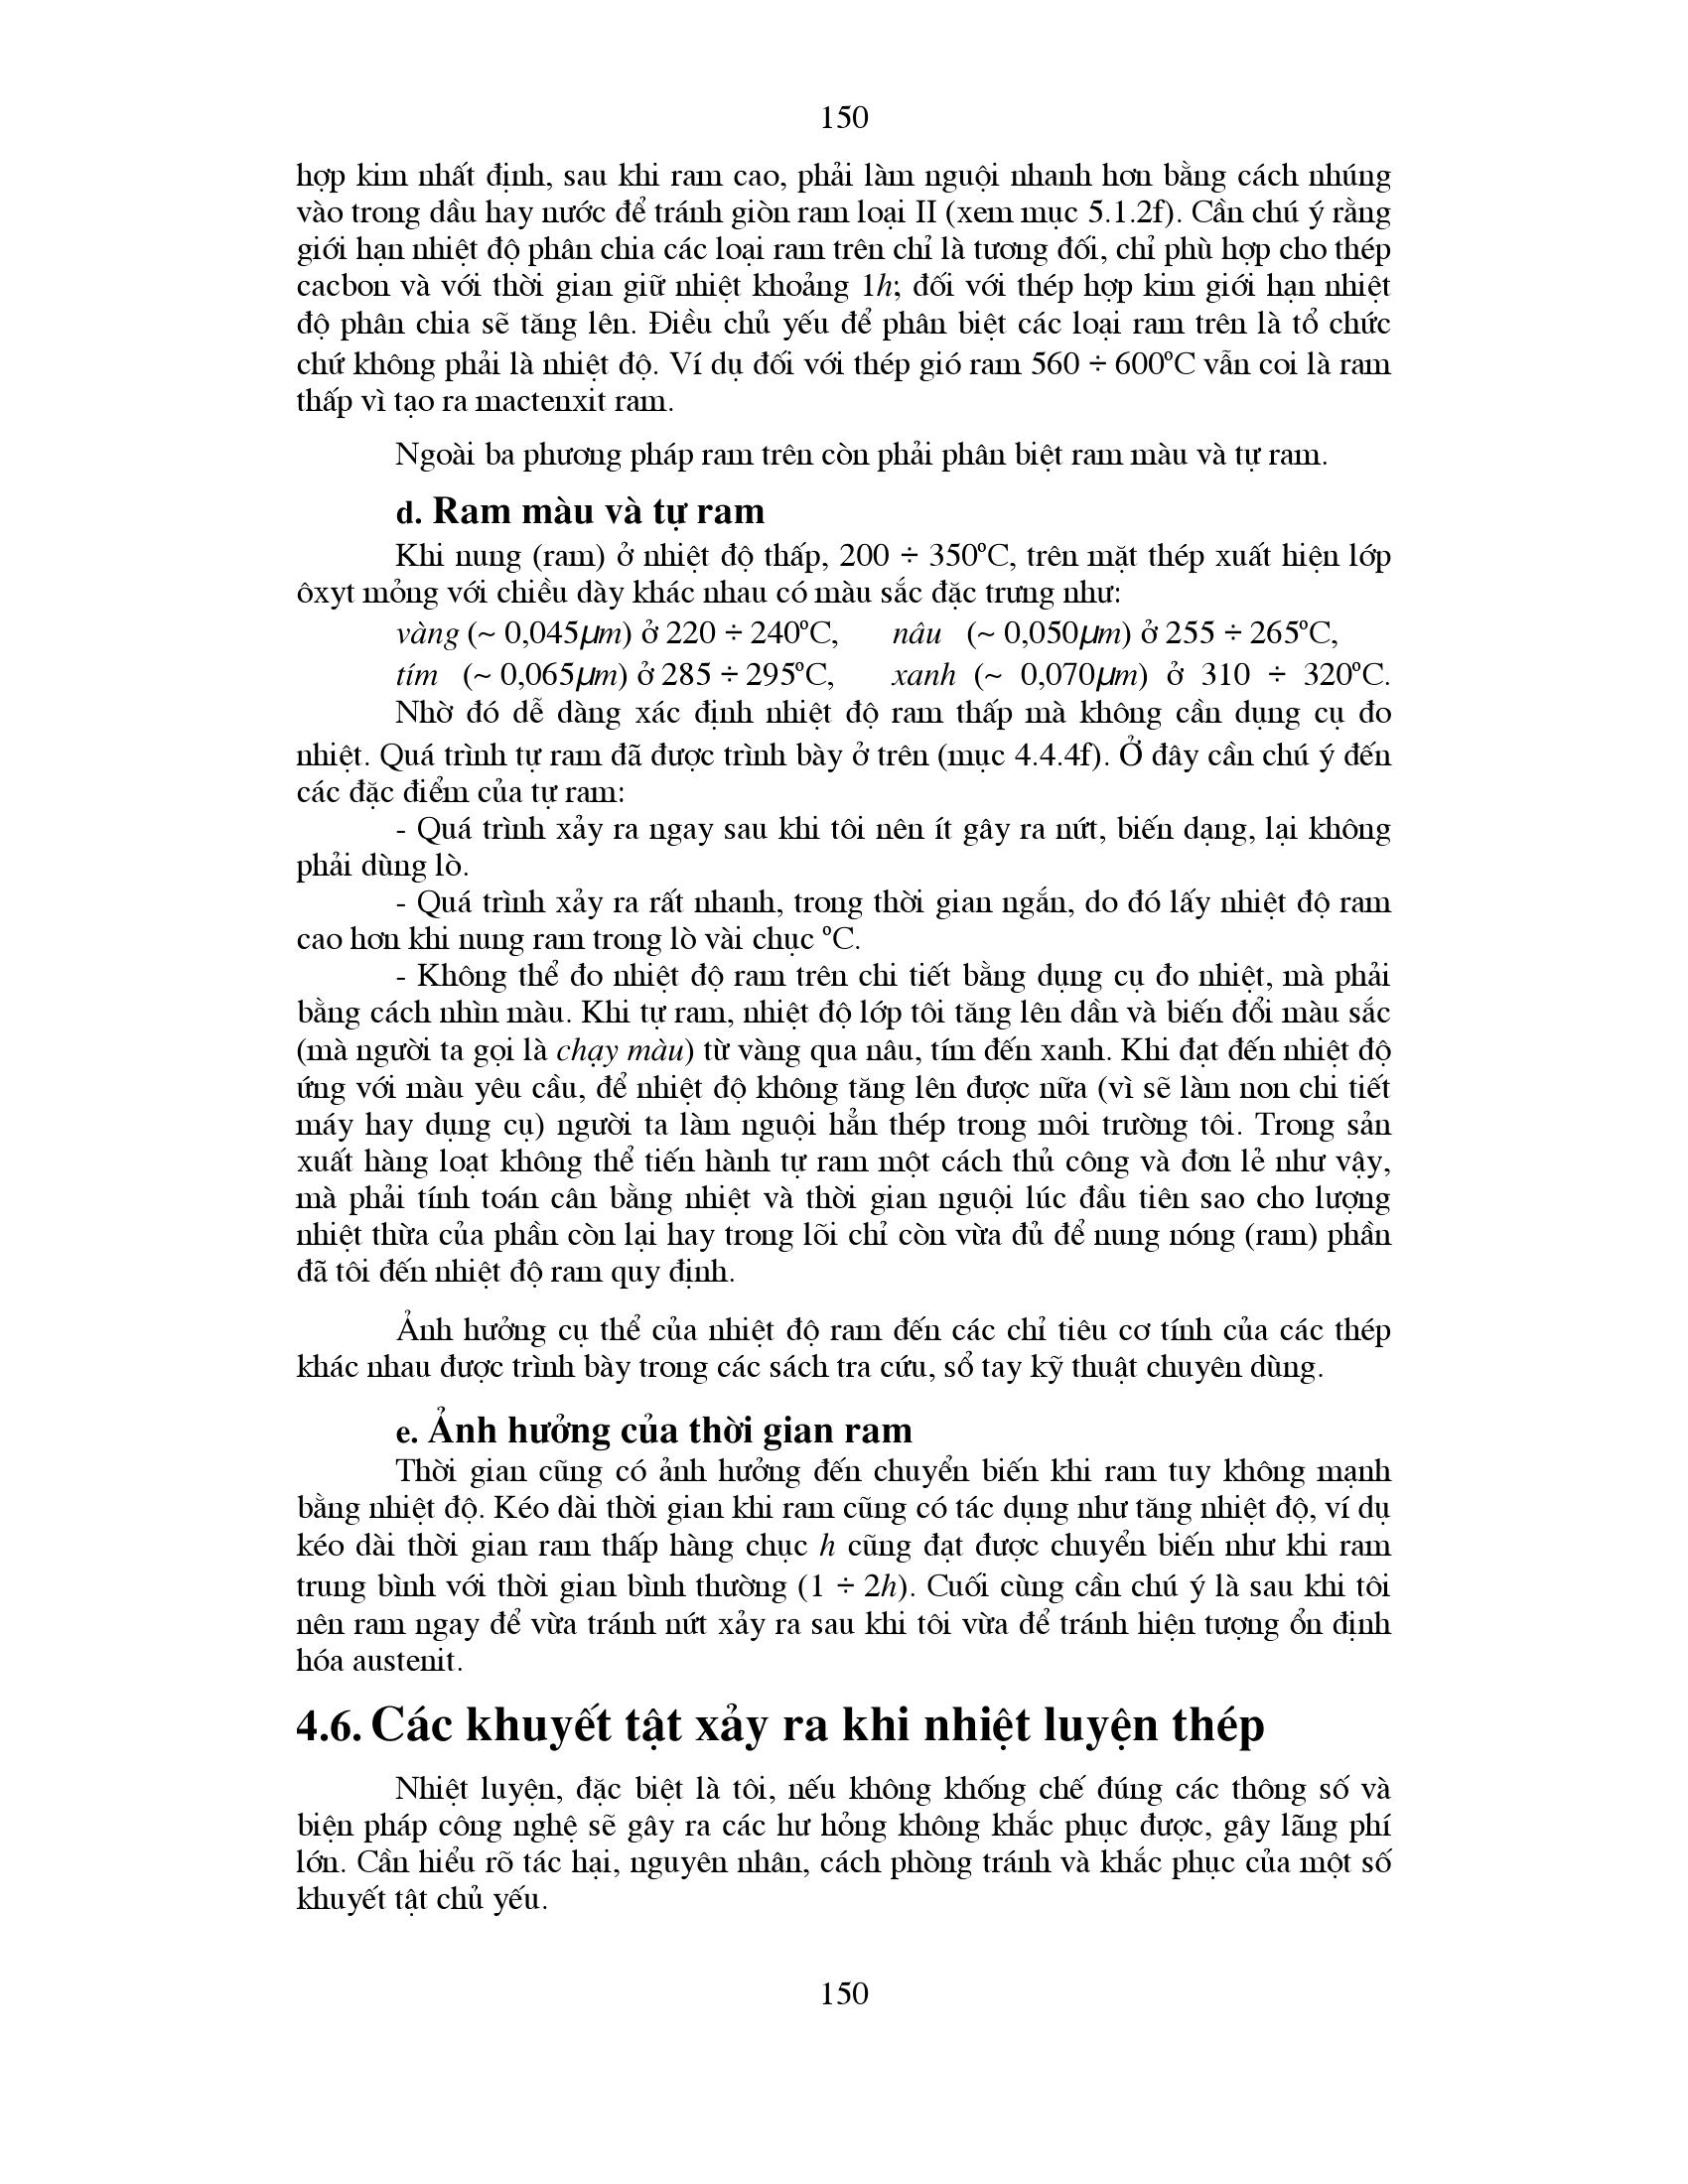 150
hợp kim nhất định, sau khi ram cao, phải làm nguội nhanh hơn bằng cách nhúng
vào trong dầu hay nước để tránh giòn ram loại II (xem mục 5.1.2f). Cần chú ý rằng
giới hạn nhiệt độ phân chia các loại ram trên chỉ là tương đối, chỉ phù hợp cho thép
cacbon và với thời gian giữ nhiệt khoảng 1h; đối với thép hợp kim giới hạn nhiệt
độ phân chia sẽ tăng lên. Điều chủ yếu để phân biệt các loại ram trên là tổ chức
chứ không phải là nhiệt độ. Ví dụ đối với thép gió ram 560 ÷ 600ºC vẫn coi là ram
thấp vì tạo ra mactenxit ram.
Ngoài ba phương pháp ram trên còn phải phân biệt ram màu và tự ram.
d. Ram màu và tự ram
Khi nung (ram) ở nhiệt độ thấp, 200 ÷ 350ºC, trên mặt thép xuất hiện lớp
ôxyt mỏng với chiều dày khác nhau có màu sắc đặc trưng như:
vàng (~ 0,045μm) ở 220 ÷ 240ºC, nâu (~ 0,050μm) ở 255 ÷ 265ºC,
tím (~ 0,065μm) ở 285 ÷ 295ºC, xanh (~ 0,070μm) ở 310 ÷ 320ºC.
Nhờ đó dễ dàng xác định nhiệt độ ram thấp mà không cần dụng cụ đo
nhiệt. Quá trình tự ram đã được trình bày ở trên (mục 4.4.4f). Ở đây cần chú ý đến
các đặc điểm của tự ram:
- Quá trình xảy ra ngay sau khi tôi nên ít gây ra nứt, biến dạng, lại không
phải dùng lò.
- Quá trình xảy ra rất nhanh, trong thời gian ngắn, do đó lấy nhiệt độ ram
cao hơn khi nung ram trong lò vài chục ºC.
- Không thể đo nhiệt độ ram trên chi tiết bằng dụng cụ đo nhiệt, mà phải
bằng cách nhìn màu. Khi tự ram, nhiệt độ lớp tôi tăng lên dần và biến đổi màu sắc
(mà người ta gọi là chạy màu) từ vàng qua nâu, tím đến xanh. Khi đạt đến nhiệt độ
ứng với màu yêu cầu, để nhiệt độ không tăng lên được nữa (vì sẽ làm non chi tiết
máy hay dụng cụ) người ta làm nguội hẳn thép trong môi trường tôi. Trong sản
xuất hàng loạt không thể tiến hành tự ram một cách thủ công và đơn lẻ như vậy,
mà phải tính toán cân bằng nhiệt và thời gian nguội lúc đầu tiên sao cho lượng
nhiệt thừa của phần còn lại hay trong lõi chỉ còn vừa đủ để nung nóng (ram) phần
đã tôi đến nhiệt độ ram quy định.
Ảnh hưởng cụ thể của nhiệt độ ram đến các chỉ tiêu cơ tính của các thép
khác nhau được trình bày trong các sách tra cứu, sổ tay kỹ thuật chuyên dùng.
e. Ảnh hưởng của thời gian ram
Thời gian cũng có ảnh hưởng đến chuyển biến khi ram tuy không mạnh
bằng nhiệt độ. Kéo dài thời gian khi ram cũng có tác dụng như tăng nhiệt độ, ví dụ
kéo dài thời gian ram thấp hàng chục h cũng đạt được chuyển biến như khi ram
trung bình với thời gian bình thường (1 ÷ 2h). Cuối cùng cần chú ý là sau khi tôi
nên ram ngay để vừa tránh nứt xảy ra sau khi tôi vừa để tránh hiện tượng ổn định
hóa austenit.
4.6. Các khuyết tật xảy ra khi nhiệt luyện thép
Nhiệt luyện, đặc biệt là tôi, nếu không khống chế đúng các thông số và
biện pháp công nghệ sẽ gây ra các hư hỏng không khắc phục được, gây lãng phí
lớn. Cần hiểu rõ tác hại, nguyên nhân, cách phòng tránh và khắc phục của một số
khuyết tật chủ yếu.
150